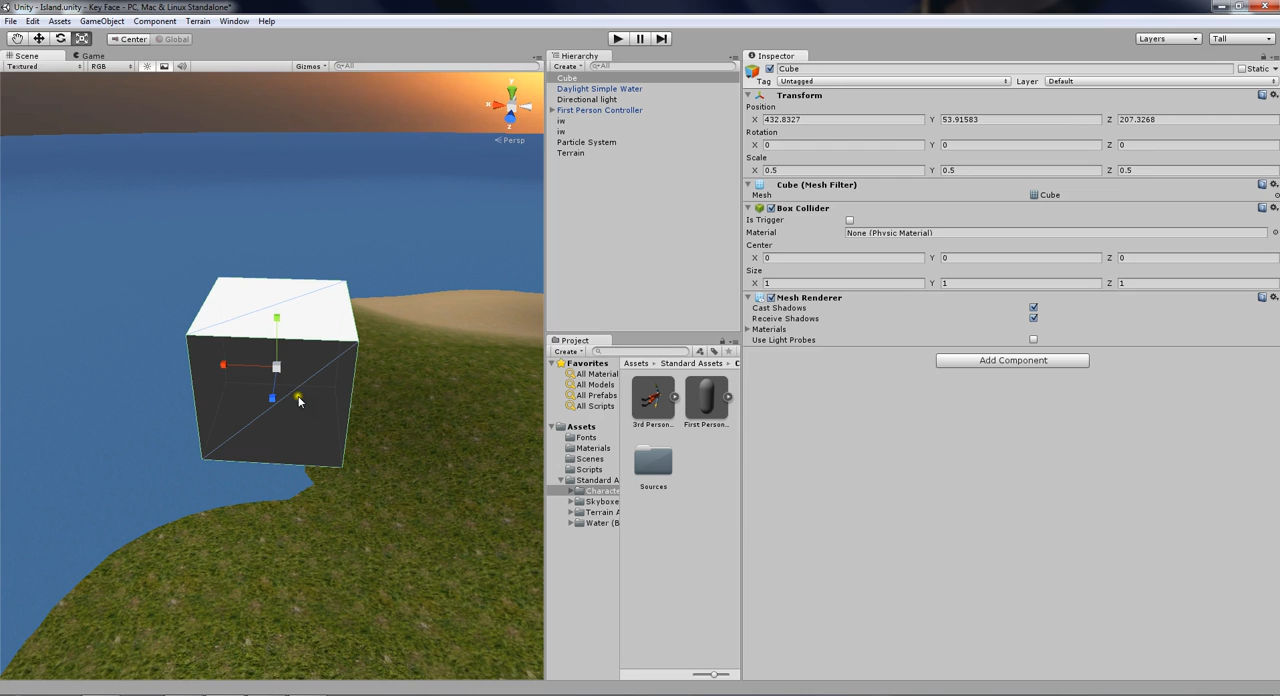 Unity - Island.unity - Key Face - PC, Mac & Linux Standalone*
File Edit Assets GameObject Component Terrain Window Help
Center Global Layers Tall
Scene Game
Textured RGB Gizmos All
y
x
z
Persp
Hierarchy
Create All
Cube
Daylight Simple Water
Directional light
First Person Controller
iw
iw
Particle System
Terrain
Project
Create
Favorites
All Material
All Models
All Prefabs
All Scripts
Assets
Fonts
Materials
Scenes
Scripts
Standard A
Characte
Skyboxe
Terrain A
Water (B
Assets Standard Assets C
3rd Person... First Person...
Sources
Inspector
Cube Static
Tag Untagged Layer Default
Transform
Position
X 432.8327 Y 53.91583 Z 207.3268
Rotation
X 0 Y 0 Z 0
Scale
X 0.5 Y 0.5 Z 0.5
Cube (Mesh Filter)
Mesh Cube
Box Collider
Is Trigger
Material None (Physic Material)
Center
X 0 Y 0 Z 0
Size
X 1 Y 1 Z 1
Mesh Renderer
Cast Shadows
Receive Shadows
Materials
Use Light Probes
Add Component